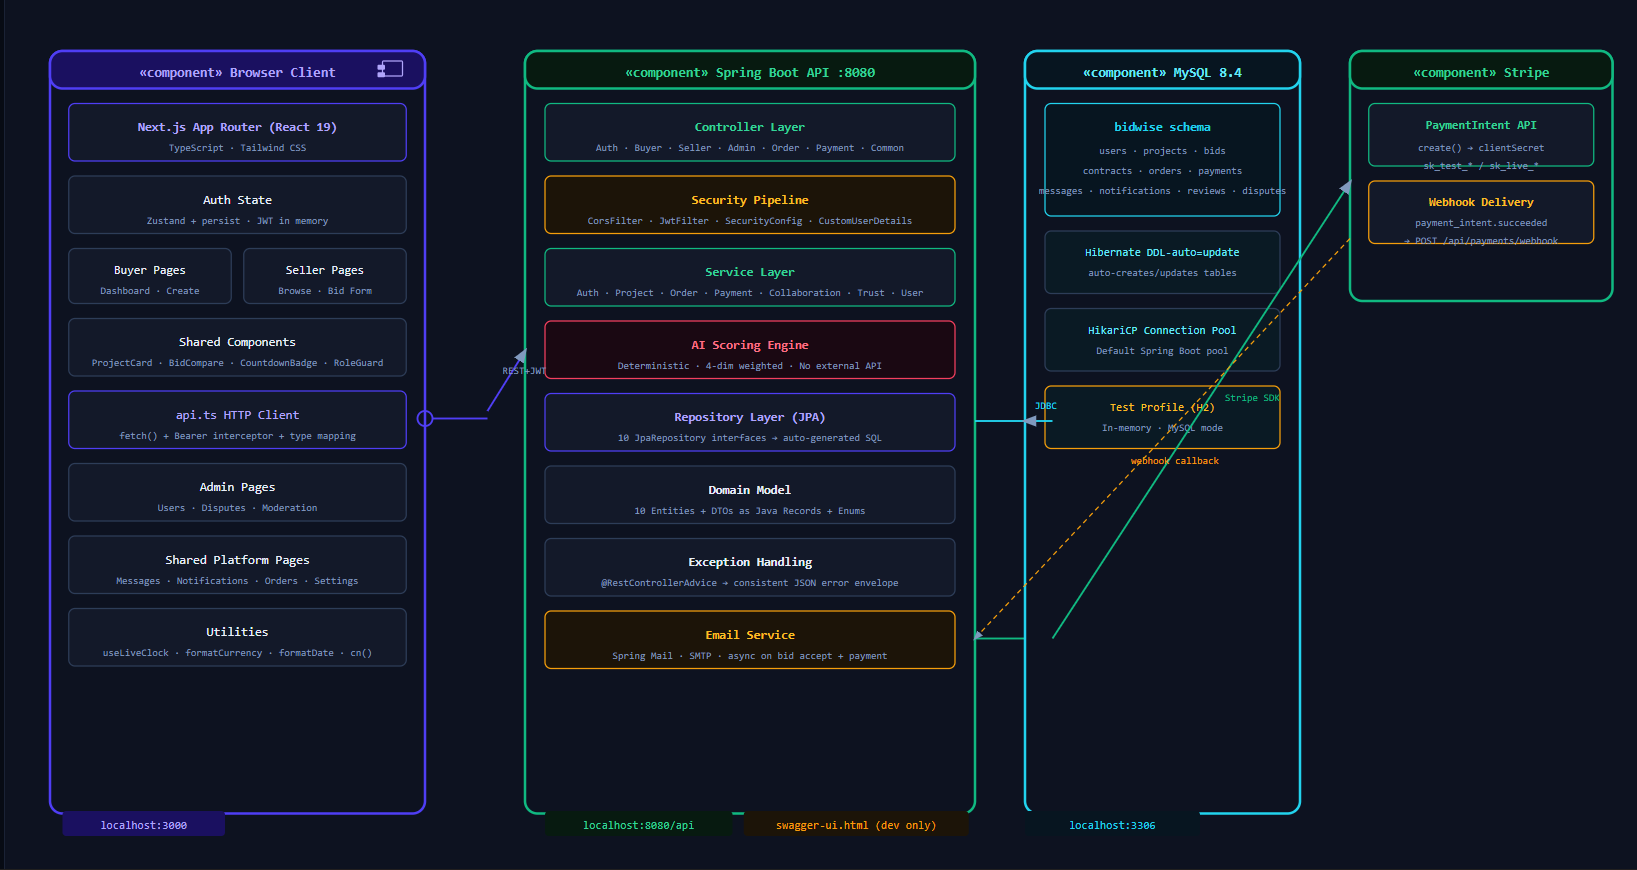 «component» Browser Client
Next.js App Router (React 19)
TypeScript · Tailwind CSS
Auth State
Zustand + persist · JWT in memory
Buyer Pages
Dashboard · Create
Seller Pages
Browse · Bid Form
Shared Components
ProjectCard · BidCompare · CountdownBadge · RoleGuard
api.ts HTTP Client
fetch() + Bearer interceptor + type mapping
Admin Pages
Users · Disputes · Moderation
Shared Platform Pages
Messages · Notifications · Orders · Settings
Utilities
useLiveClock · formatCurrency · formatDate · cn()
localhost:3000
REST+JWT
«component» Spring Boot API :8080
Controller Layer
Auth · Buyer · Seller · Admin · Order · Payment · Common
Security Pipeline
CorsFilter · JwtFilter · SecurityConfig · CustomUserDetails
Service Layer
Auth · Project · Order · Payment · Collaboration · Trust · User
AI Scoring Engine
Deterministic · 4-dim weighted · No external API
Repository Layer (JPA)
10 JpaRepository interfaces → auto-generated SQL
Domain Model
10 Entities + DTOs as Java Records + Enums
Exception Handling
@RestControllerAdvice → consistent JSON error envelope
Email Service
Spring Mail · SMTP · async on bid accept + payment
localhost:8080/api
swagger-ui.html (dev only)
«component» MySQL 8.4
bidwise schema
users · projects · bids
contracts · orders · payments
messages · notifications · reviews · disputes
Hibernate DDL-auto=update
auto-creates/updates tables
HikariCP Connection Pool
Default Spring Boot pool
JDBC
Stripe SDK
Test Profile (H2)
In-memory · MySQL mode
webhook callback
localhost:3306
«component» Stripe
PaymentIntent API
create() → clientSecret
sk_test_* / sk_live_*
Webhook Delivery
payment_intent.succeeded
→ POST /api/payments/webhook